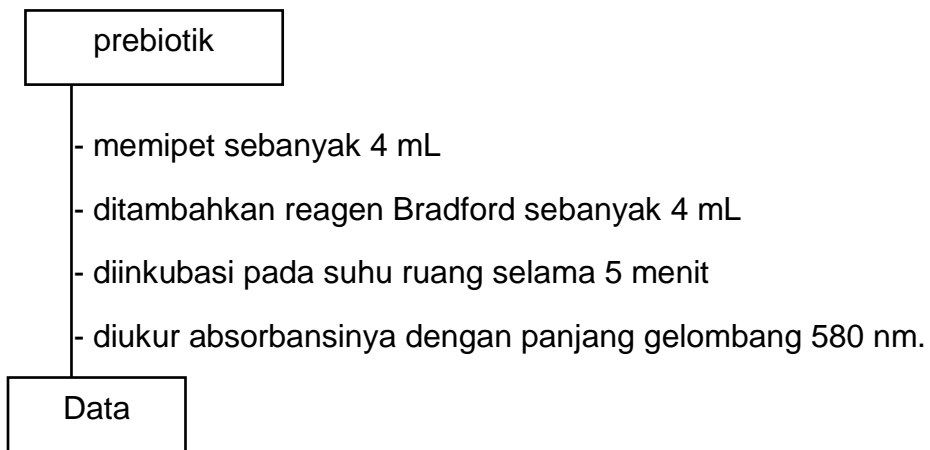 prebiotik
- memipet sebanyak 4 mL
- ditambahkan reagen Bradford sebanyak 4 mL
- diinkubasi pada suhu ruang selama 5 menit
- diukur absorbansinya dengan panjang gelombang 580 nm.
Data